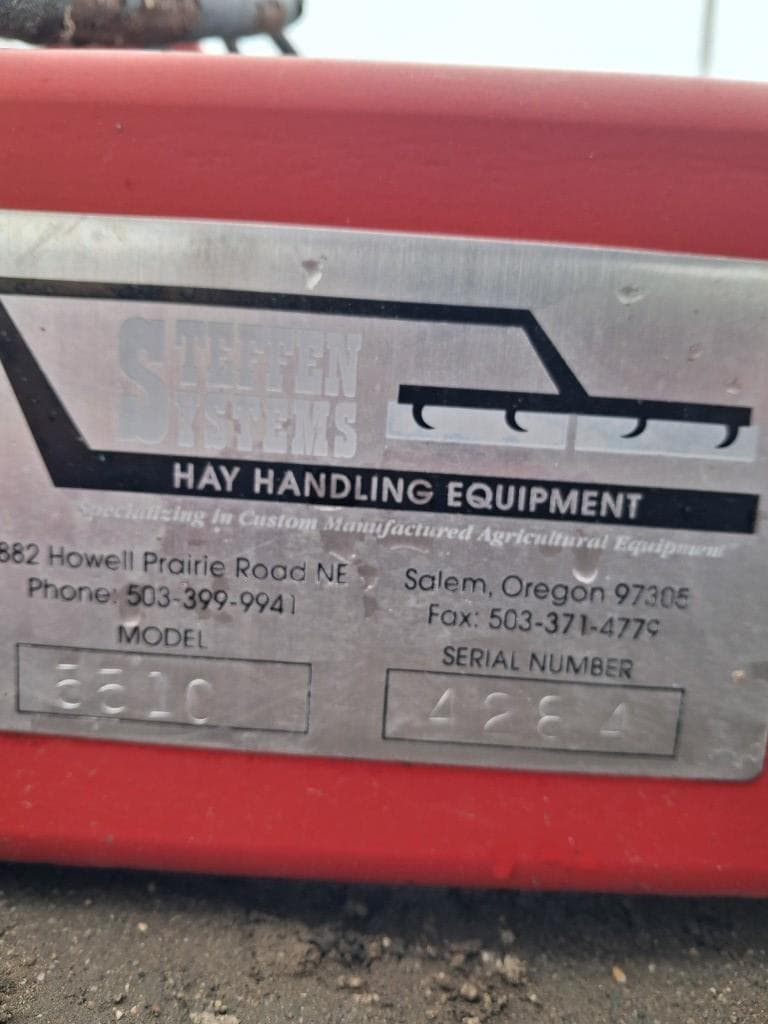 STEFFEN
SYSTEMS
HAY HANDLING EQUIPMENT
Specializing in Custom Manufactured Agricultural Equipment
882 Howell Prairie Road NE Salem, Oregon 97305
Phone: 503-399-9941 Fax: 503-371-4779
MODEL SERIAL NUMBER
5510